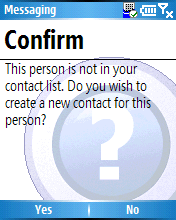 Messaging
Confirm
This person is not in your
contact list. Do you wish to
create a new contact for this
person?
?
Yes
No